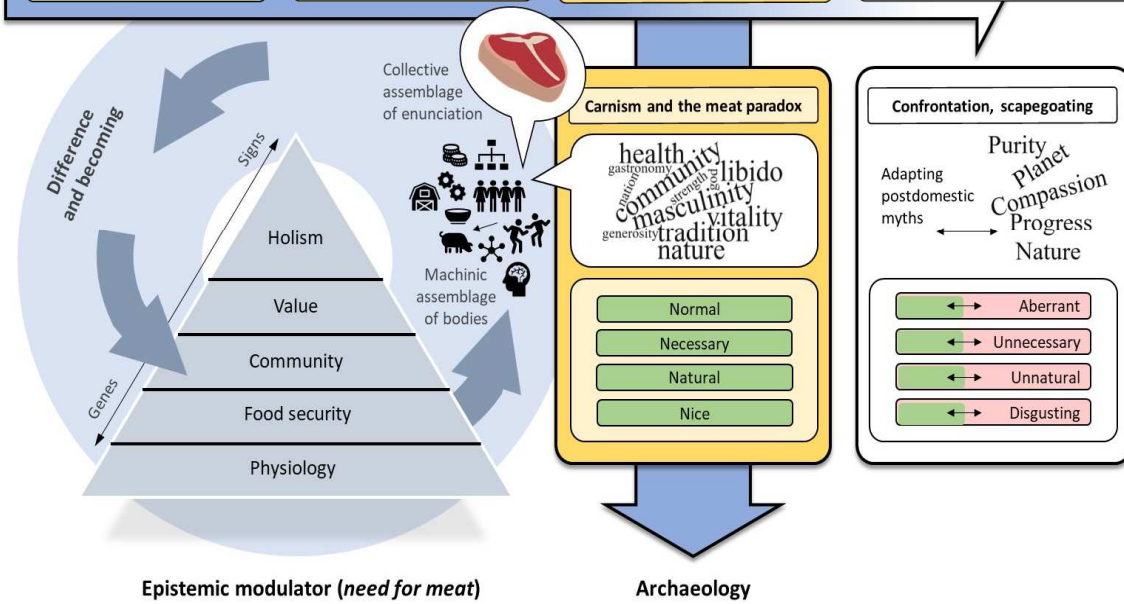 Collective
assemblage
of enunciation
Difference
and becoming
Signs
Genes
Holism
Value
Community
Food security
Physiology
Machinic
assemblage
of bodies
Carnism and the meat paradox
health
gastronomy
nation
community
strength
god
libido
masculinity
vitality
generosity
tradition
nature
Normal
Necessary
Natural
Nice
Confrontation, scapegoating
Adapting
postdomestic
myths
Purity
Planet
Compassion
Progress
Nature
Aberrant
Unnecessary
Unnatural
Disgusting
Epistemic modulator (need for meat)
Archaeology